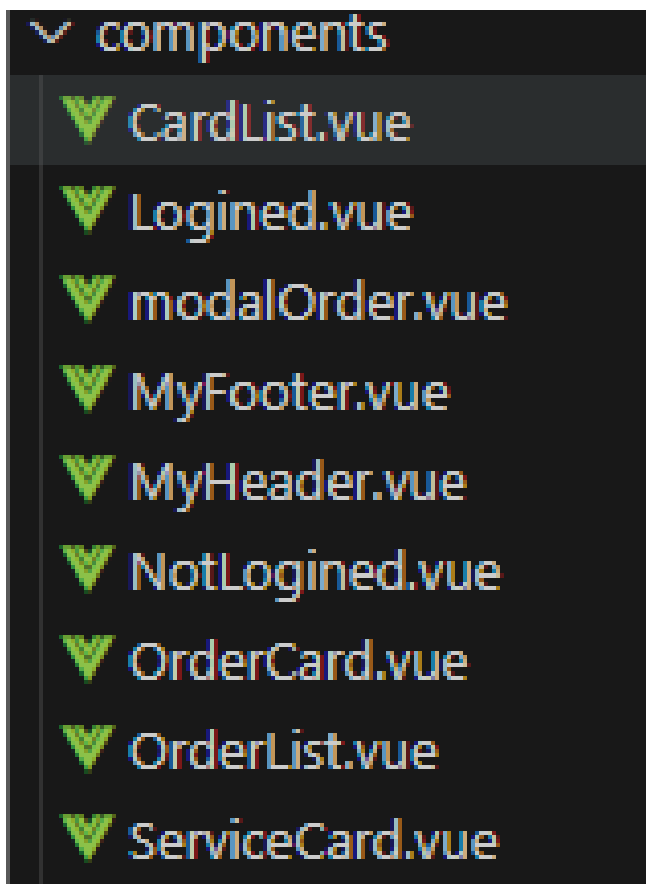 components
CardList.vue
Logined.vue
modalOrder.vue
MyFooter.vue
MyHeader.vue
NotLogined.vue
OrderCard.vue
OrderList.vue
ServiceCard.vue